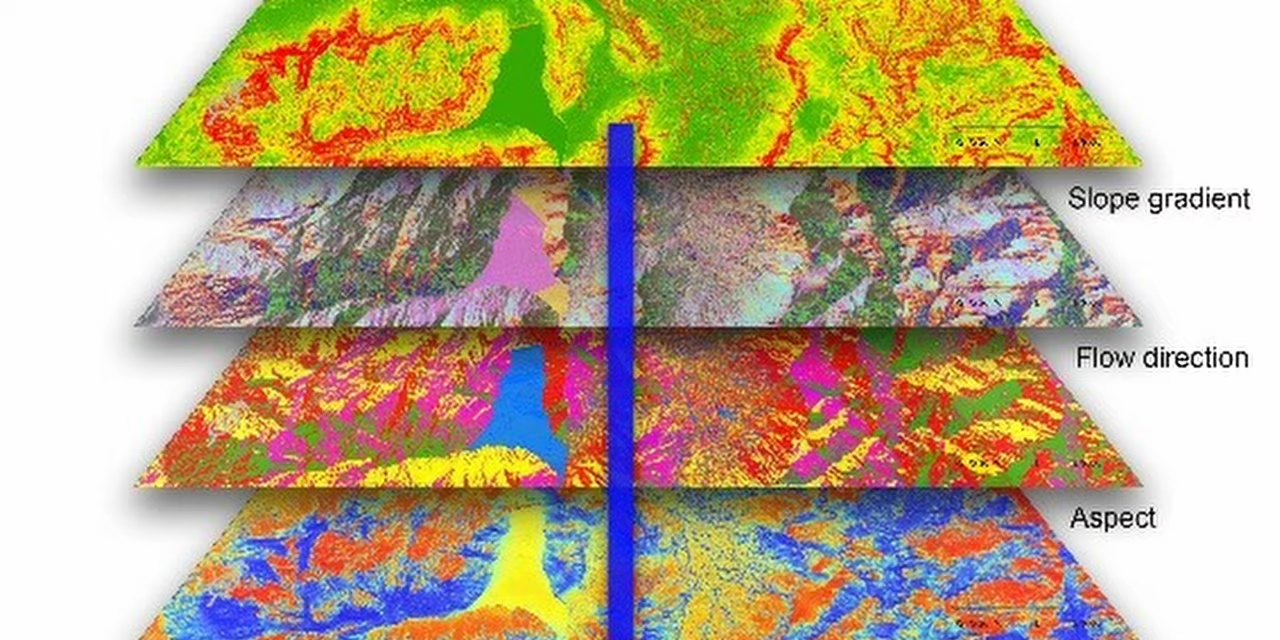 Slope gradient
Flow direction
Aspect